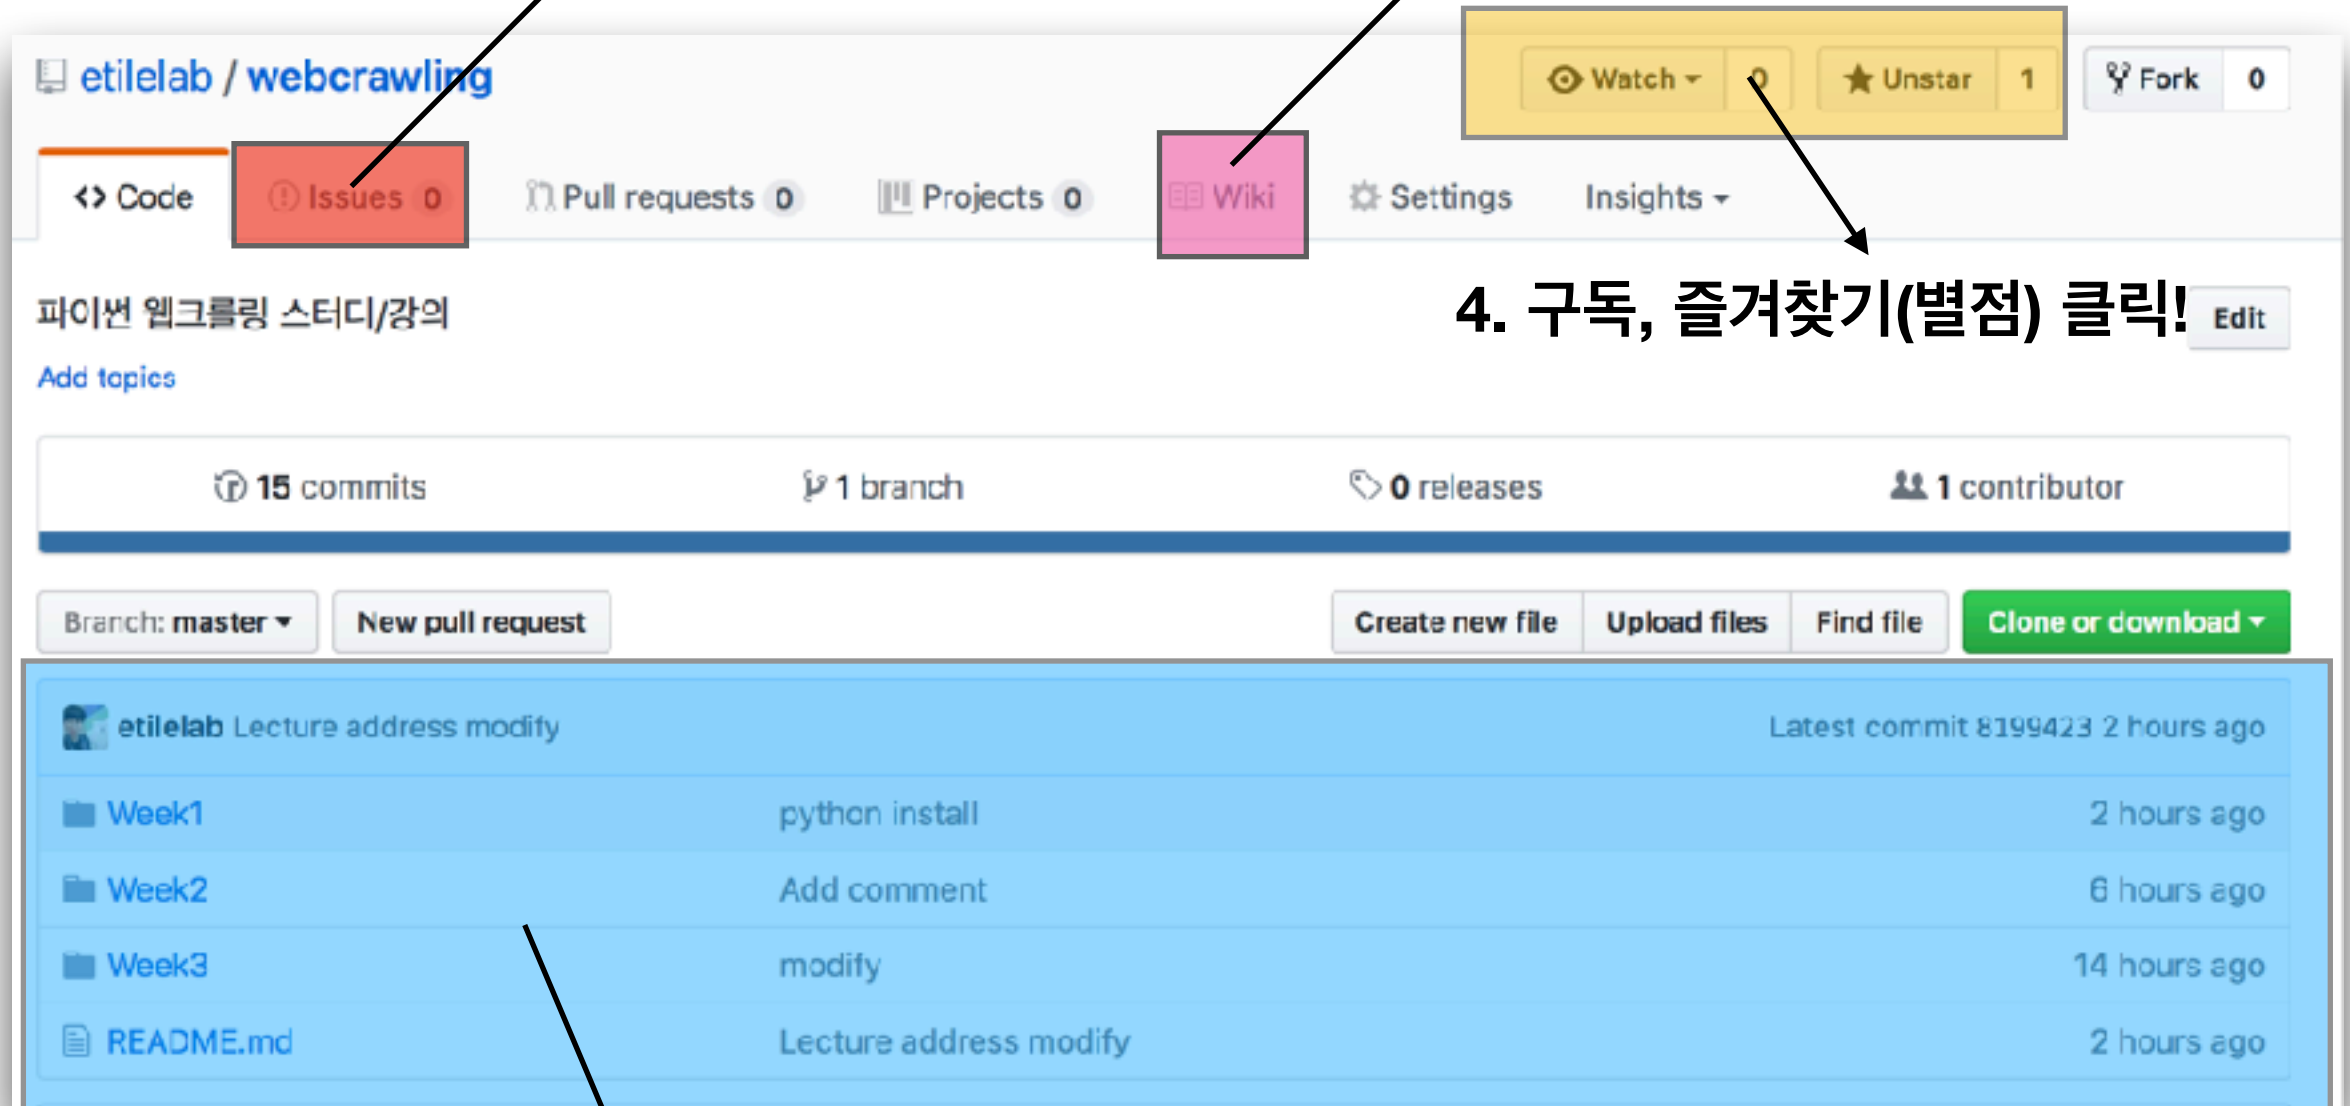 etilelab / webcrawling
Watch 0 Unstar 1 Fork 0
<> Code Issues 0 Pull requests 0 Projects 0 Wiki Settings Insights
파이썬 웹크롤링 스터디/강의
4. 구독, 즐겨찾기(별점) 클릭!
Edit
Add topics
15 commits 1 branch 0 releases 1 contributor
Branch: master New pull request Create new file Upload files Find file Clone or download
etilelab Lecture address modify Latest commit 8199423 2 hours ago
Week1 python install 2 hours ago
Week2 Add comment 6 hours ago
Week3 modify 14 hours ago
README.md Lecture address modify 2 hours ago